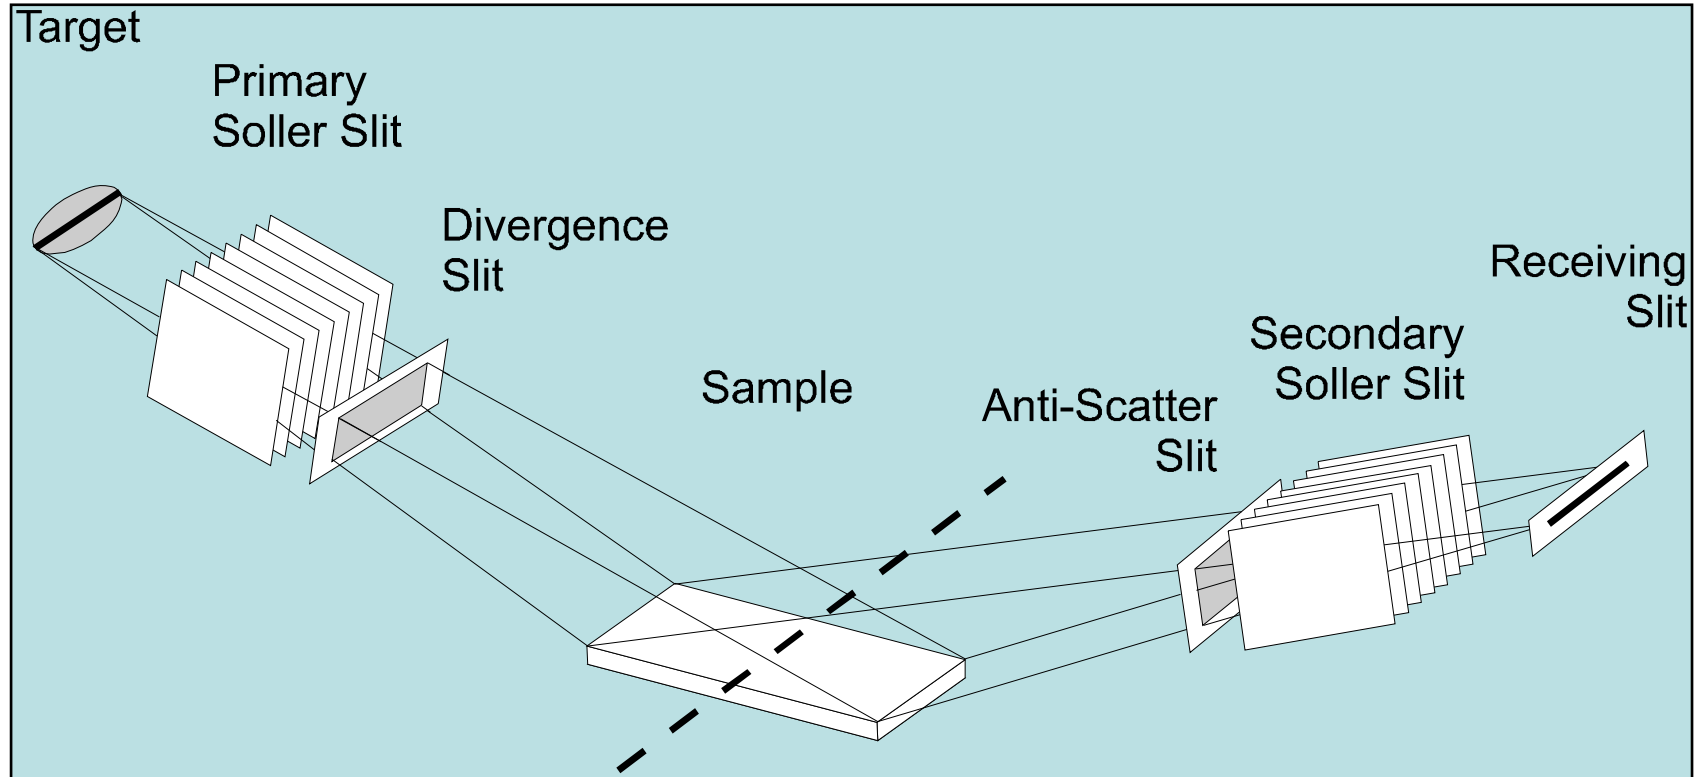 Target
Primary
Soller Slit
Divergence
Slit
Sample
Anti-Scatter
Slit
Secondary
Soller Slit
Receiving
Slit